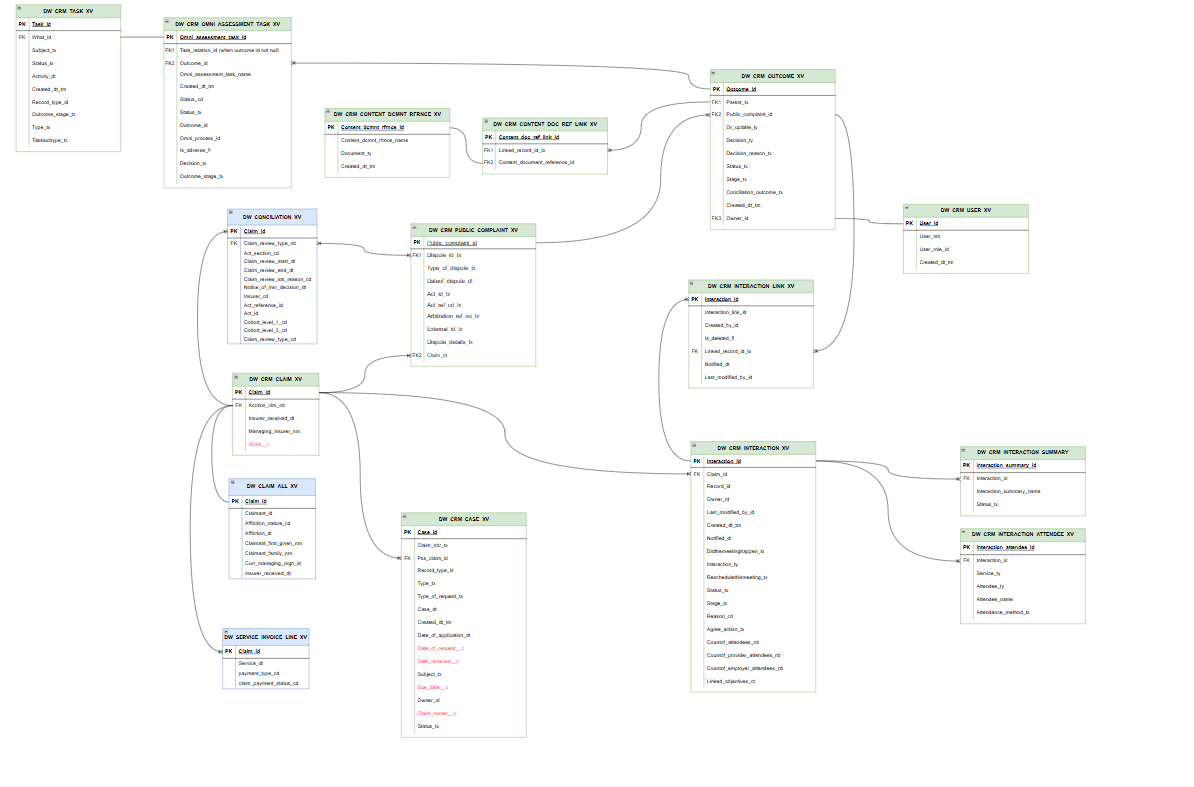 DW CRM TASK XV
PK Task_id
FK What_id
Subject_tx
Status_tx
Activity_dt
Created_dt_tm
Record_type_id
Outcome_stage_tx
Type_tx
Tasksubtype_tx
DW CRM OMNI ASSESSMENT TASK XV
PK Omni_assessment_task_id
FK1 Task_relation_id (when outcome id not null)
FK2 Outcome_id
Omni_assessment_task_name
Created_dt_tm
Status_cd
Status_tx
Outcome_id
Omni_process_id
Is_adverse_fl
Decision_tx
Outcome_stage_tx
DW CRM CONTENT DCMNT RFRNCE XV
PK Content_dcmnt_rfrnce_id
Content_dcmnt_rfrnce_name
Document_ty
Created_dt_tm
DW CRM CONTENT DOC REF LINK XV
PK Content_doc_ref_link_id
FK1 Linked_record_id_tx
FK2 Content_document_reference_id
DW CRM OUTCOME XV
PK Outcome_id
FK1 Parent_tx
FK2 Public_complaint_id
Or_update_ty
Decision_ty
Decision_reason_tx
Status_tx
Stage_tx
Conciliation_outcome_tx
Created_dt_tm
FK3 Owner_id
DW CRM USER XV
PK User_id
User_nm
User_role_id
Created_dt_tm
DW CONCILIATION XV
PK Claim_id
FK Claim_review_type_nb
Act_section_cd
Claim_review_start_dt
Claim_review_end_dt
Claim_review_sts_reason_cd
Notice_of_insr_decision_dt
Insurer_cd
Act_reference_id
Act_id
Cohort_level_1_cd
Cohort_level_2_cd
Claim_review_type_cd
DW CRM PUBLIC COMPLAINT XV
PK Public_complaint_id
FK1 Dispute_id_tx
Type_of_dispute_tx
Dateof_dispute_dt
Act_id_tx
Act_ref_cd_tx
Arbitration_ref_no_tx
External_id_tx
Dispute_details_tx
FK2 Claim_id
DW CRM INTERACTION LINK XV
PK Interaction_id
Interaction_link_id
Created_by_id
Is_deleted_fl
FK Linked_record_id_tx
Notified_dt
Last_modified_by_id
DW CRM CLAIM XV
PK Claim_id
FK Acction_clm_nb
Insurer_received_dt
Managing_insurer_nm
DW CLAIM ALL XV
PK Claim_id
Claimant_id
Affliction_nature_cd
Affliction_dt
Claimant_first_given_nm
Claimant_family_nm
Curr_managing_orgn_id
Insurer_received_dt
DW SERVICE INVOICE LINE XV
PK Claim_id
Service_dt
payment_type_cd
claim_payment_status_cd
DW CRM CASE XV
PK Case_id
Claim_nbr_tx
FK Pss_claim_id
Record_type_id
Type_tx
Type_of_request_tx
Case_dt
Created_dt_tm
Date_of_application_dt
Date_of_request__c
Date_received__c
Subject_tx
Due_date__c
Owner_id
Claim_owner__c
Status_tx
DW CRM INTERACTION XV
PK Interaction_id
FK Claim_id
Record_id
Owner_id
Last_modified_by_id
Created_dt_tm
Notified_dt
Didthemeetinghappen_tx
Interaction_ty
Reschedulethismeeting_tx
Status_tx
Stage_tx
Reason_cd
Agree_action_tx
Countof_attendees_nb
Countof_provider_attendees_nb
Countof_employer_attendees_nb
Linked_objectives_ct
DW CRM INTERACTION SUMMARY
PK Interaction_summary_id
FK Interaction_id
Interaction_summary_name
Status_tx
DW CRM INTERACTION ATTENDEE XV
PK Interaction_attendee_id
FK Interaction_id
Service_ty
Attendee_ty
Attendee_name
Attendance_method_tx